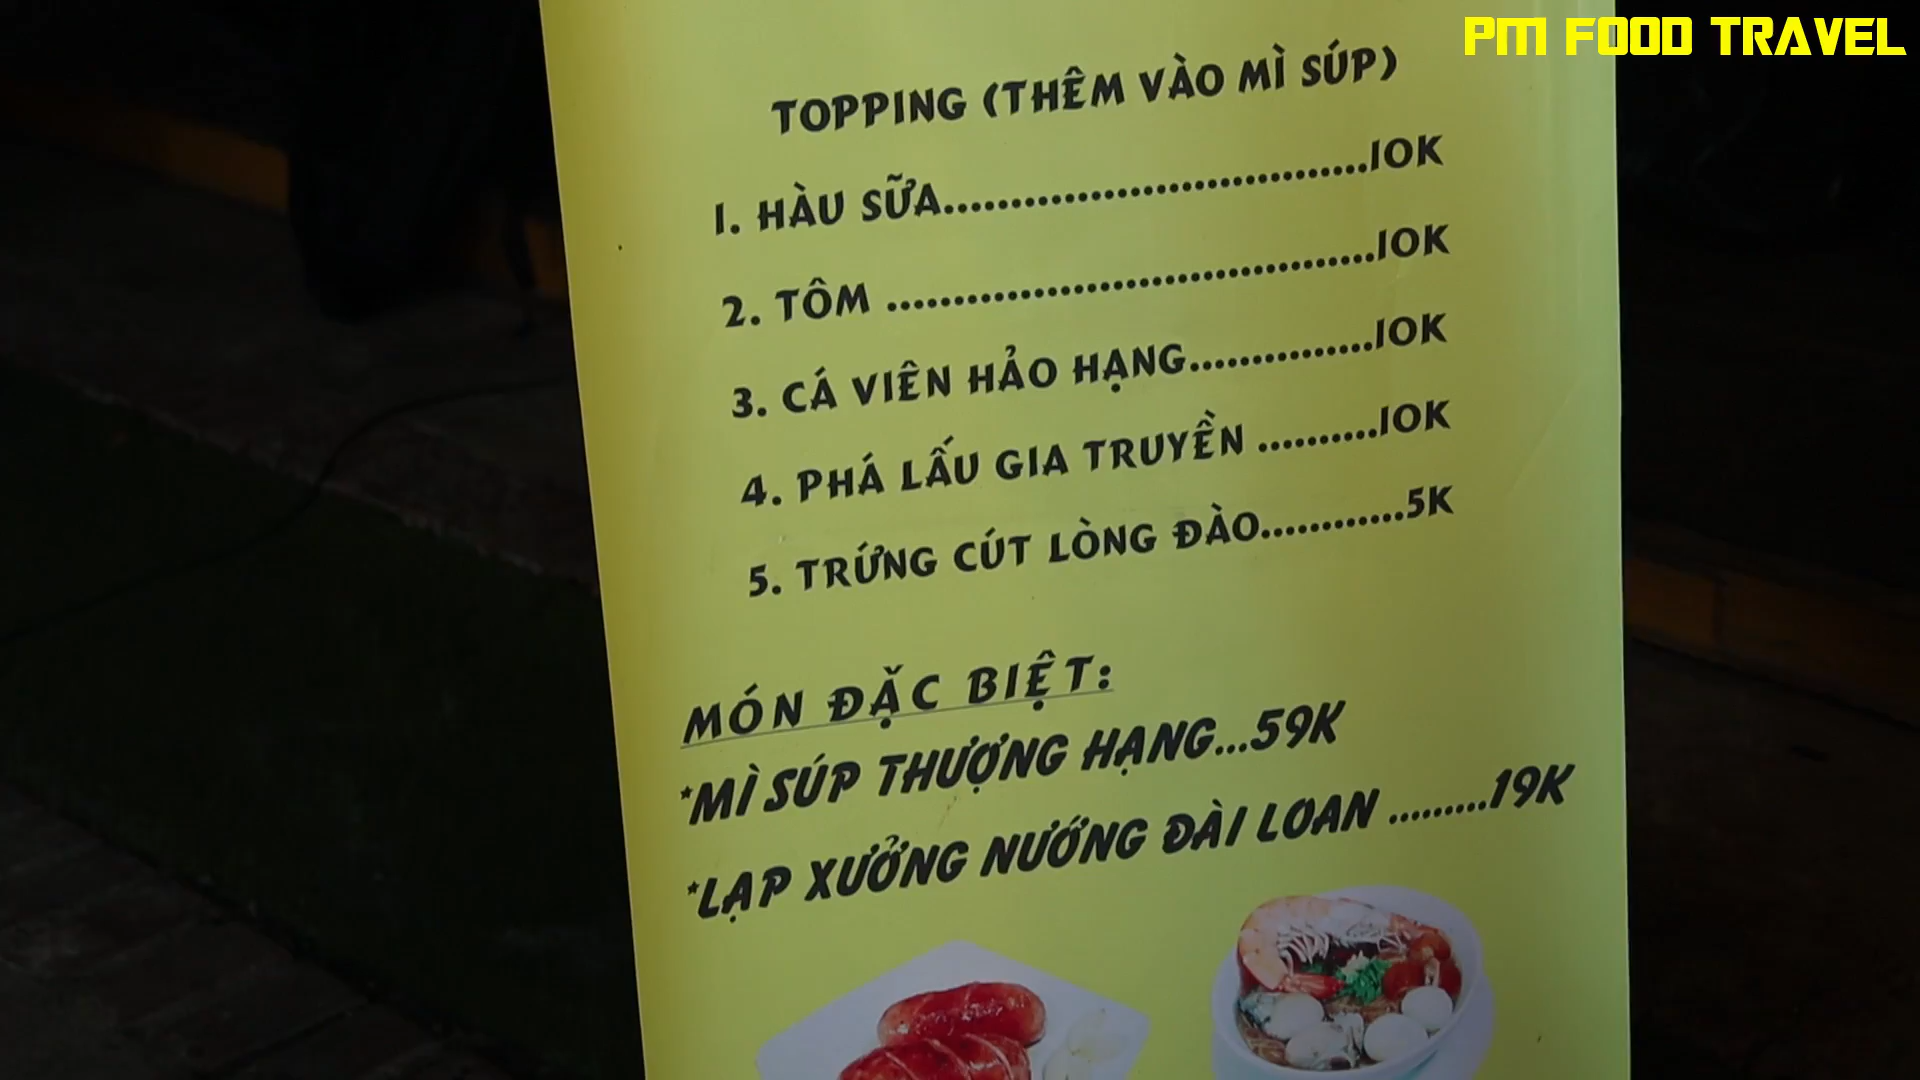 PM FOOD TRAVEL
TOPPING (THÊM VÀO MÌ SÚP)
1. HÀU SỮA................................10K
2. TÔM .....................................10K
3. CÁ VIÊN HẢO HẠNG..............10K
4. PHÁ LẤU GIA TRUYỀN ..........10K
5. TRỨNG CÚT LÒNG ĐÀO............5K
MÓN ĐẶC BIỆT:
*MÌ SÚP THƯỢNG HẠNG...59K
*LẠP XƯỞNG NƯỚNG ĐÀI LOAN .........19K